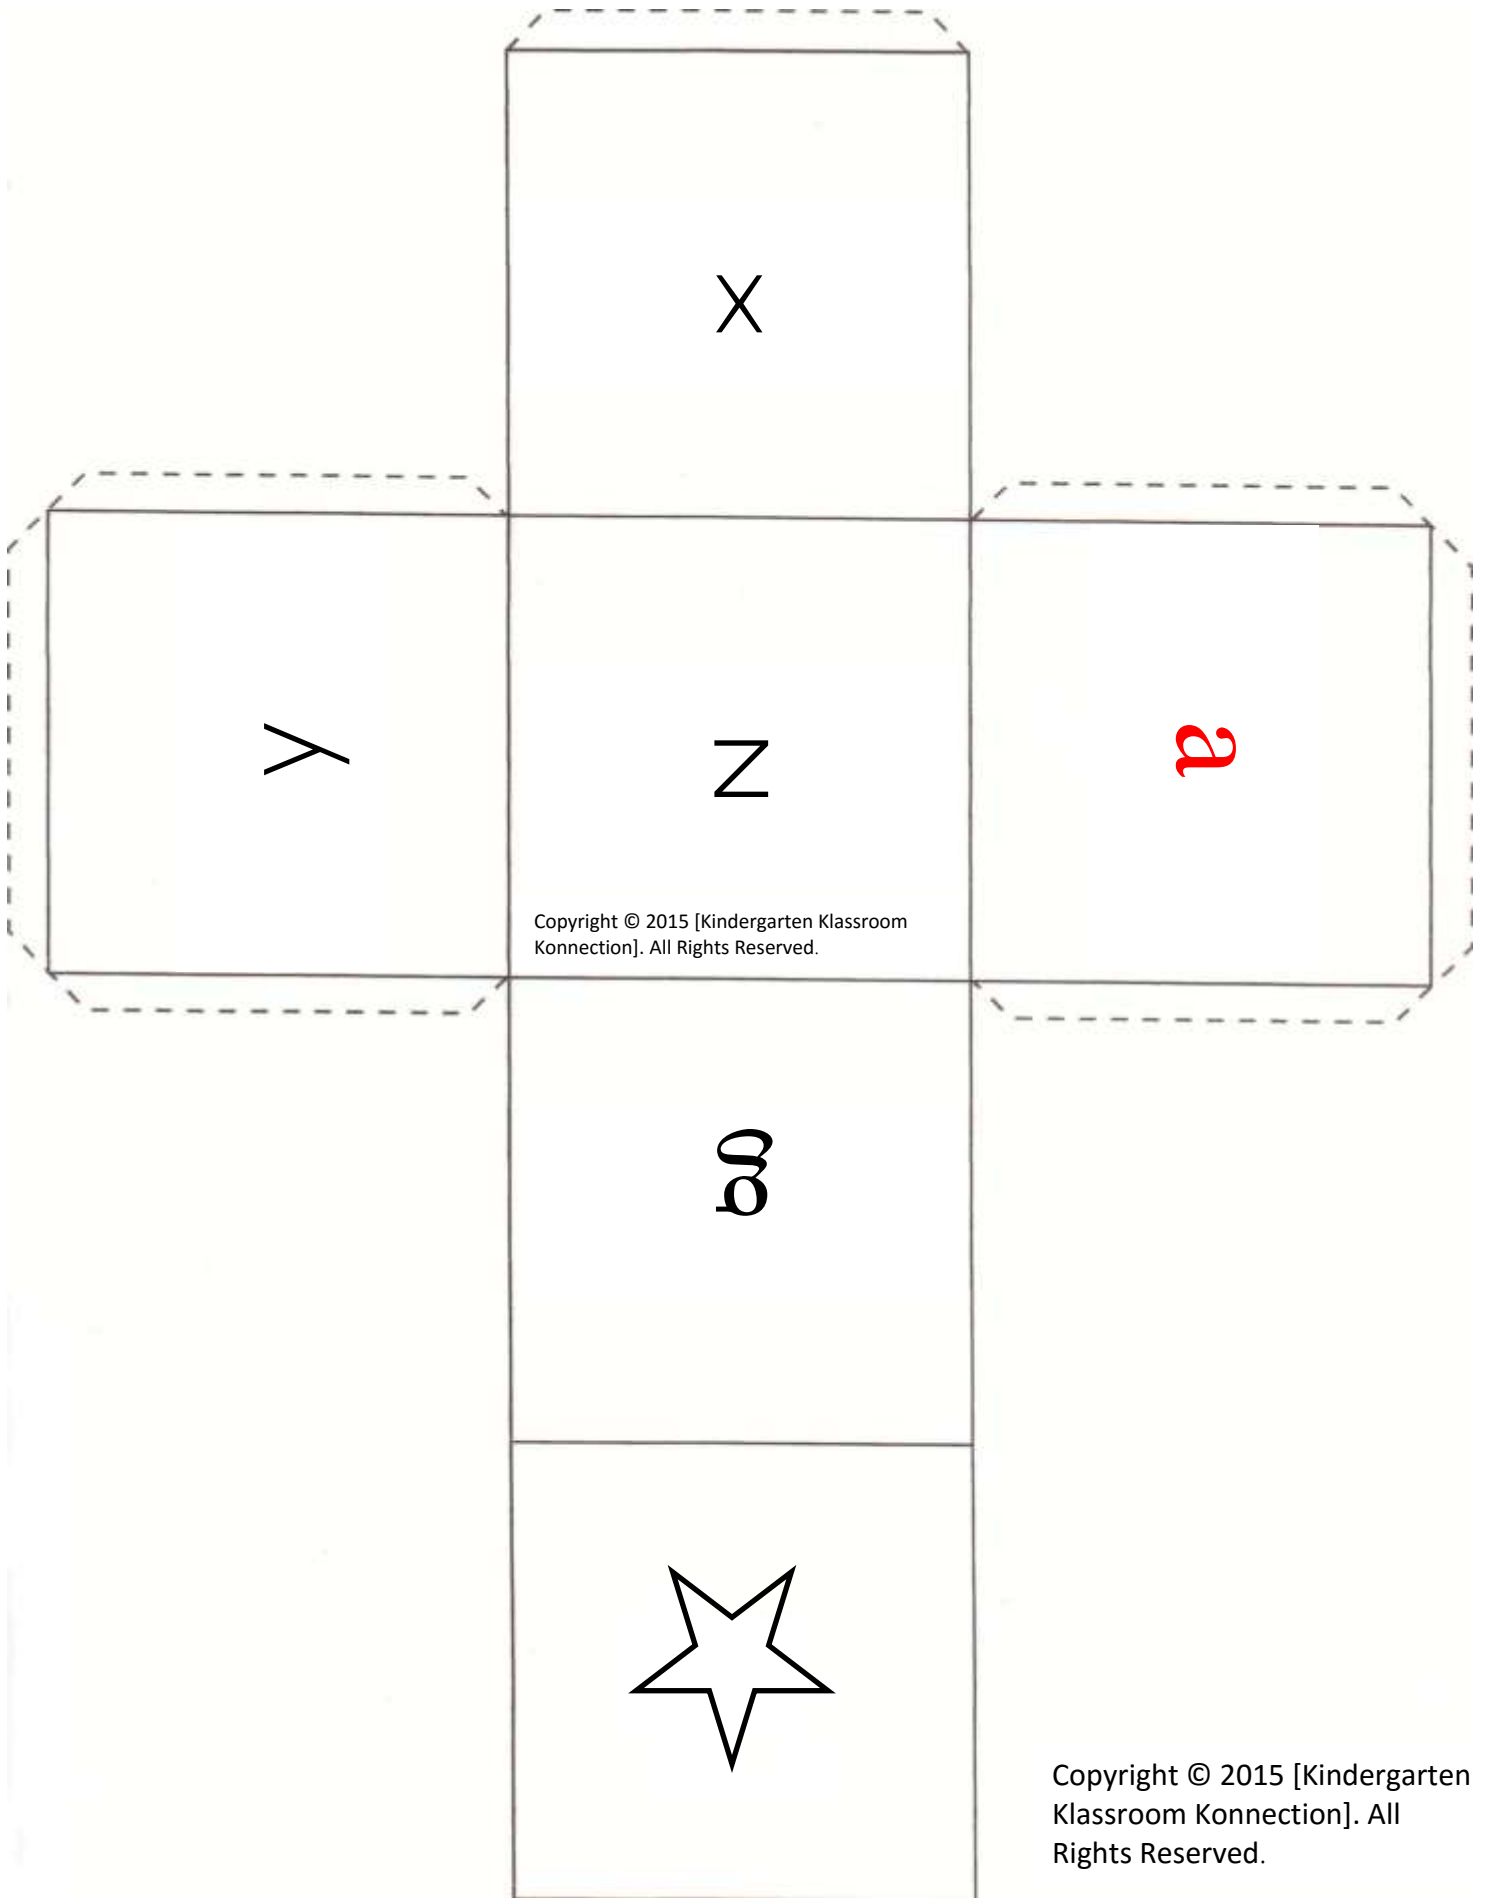 x
y
z
a
Copyright © 2015 [Kindergarten Klassroom
Konnection]. All Rights Reserved.
g
Copyright © 2015 [Kindergarten
Klassroom Konnection]. All
Rights Reserved.